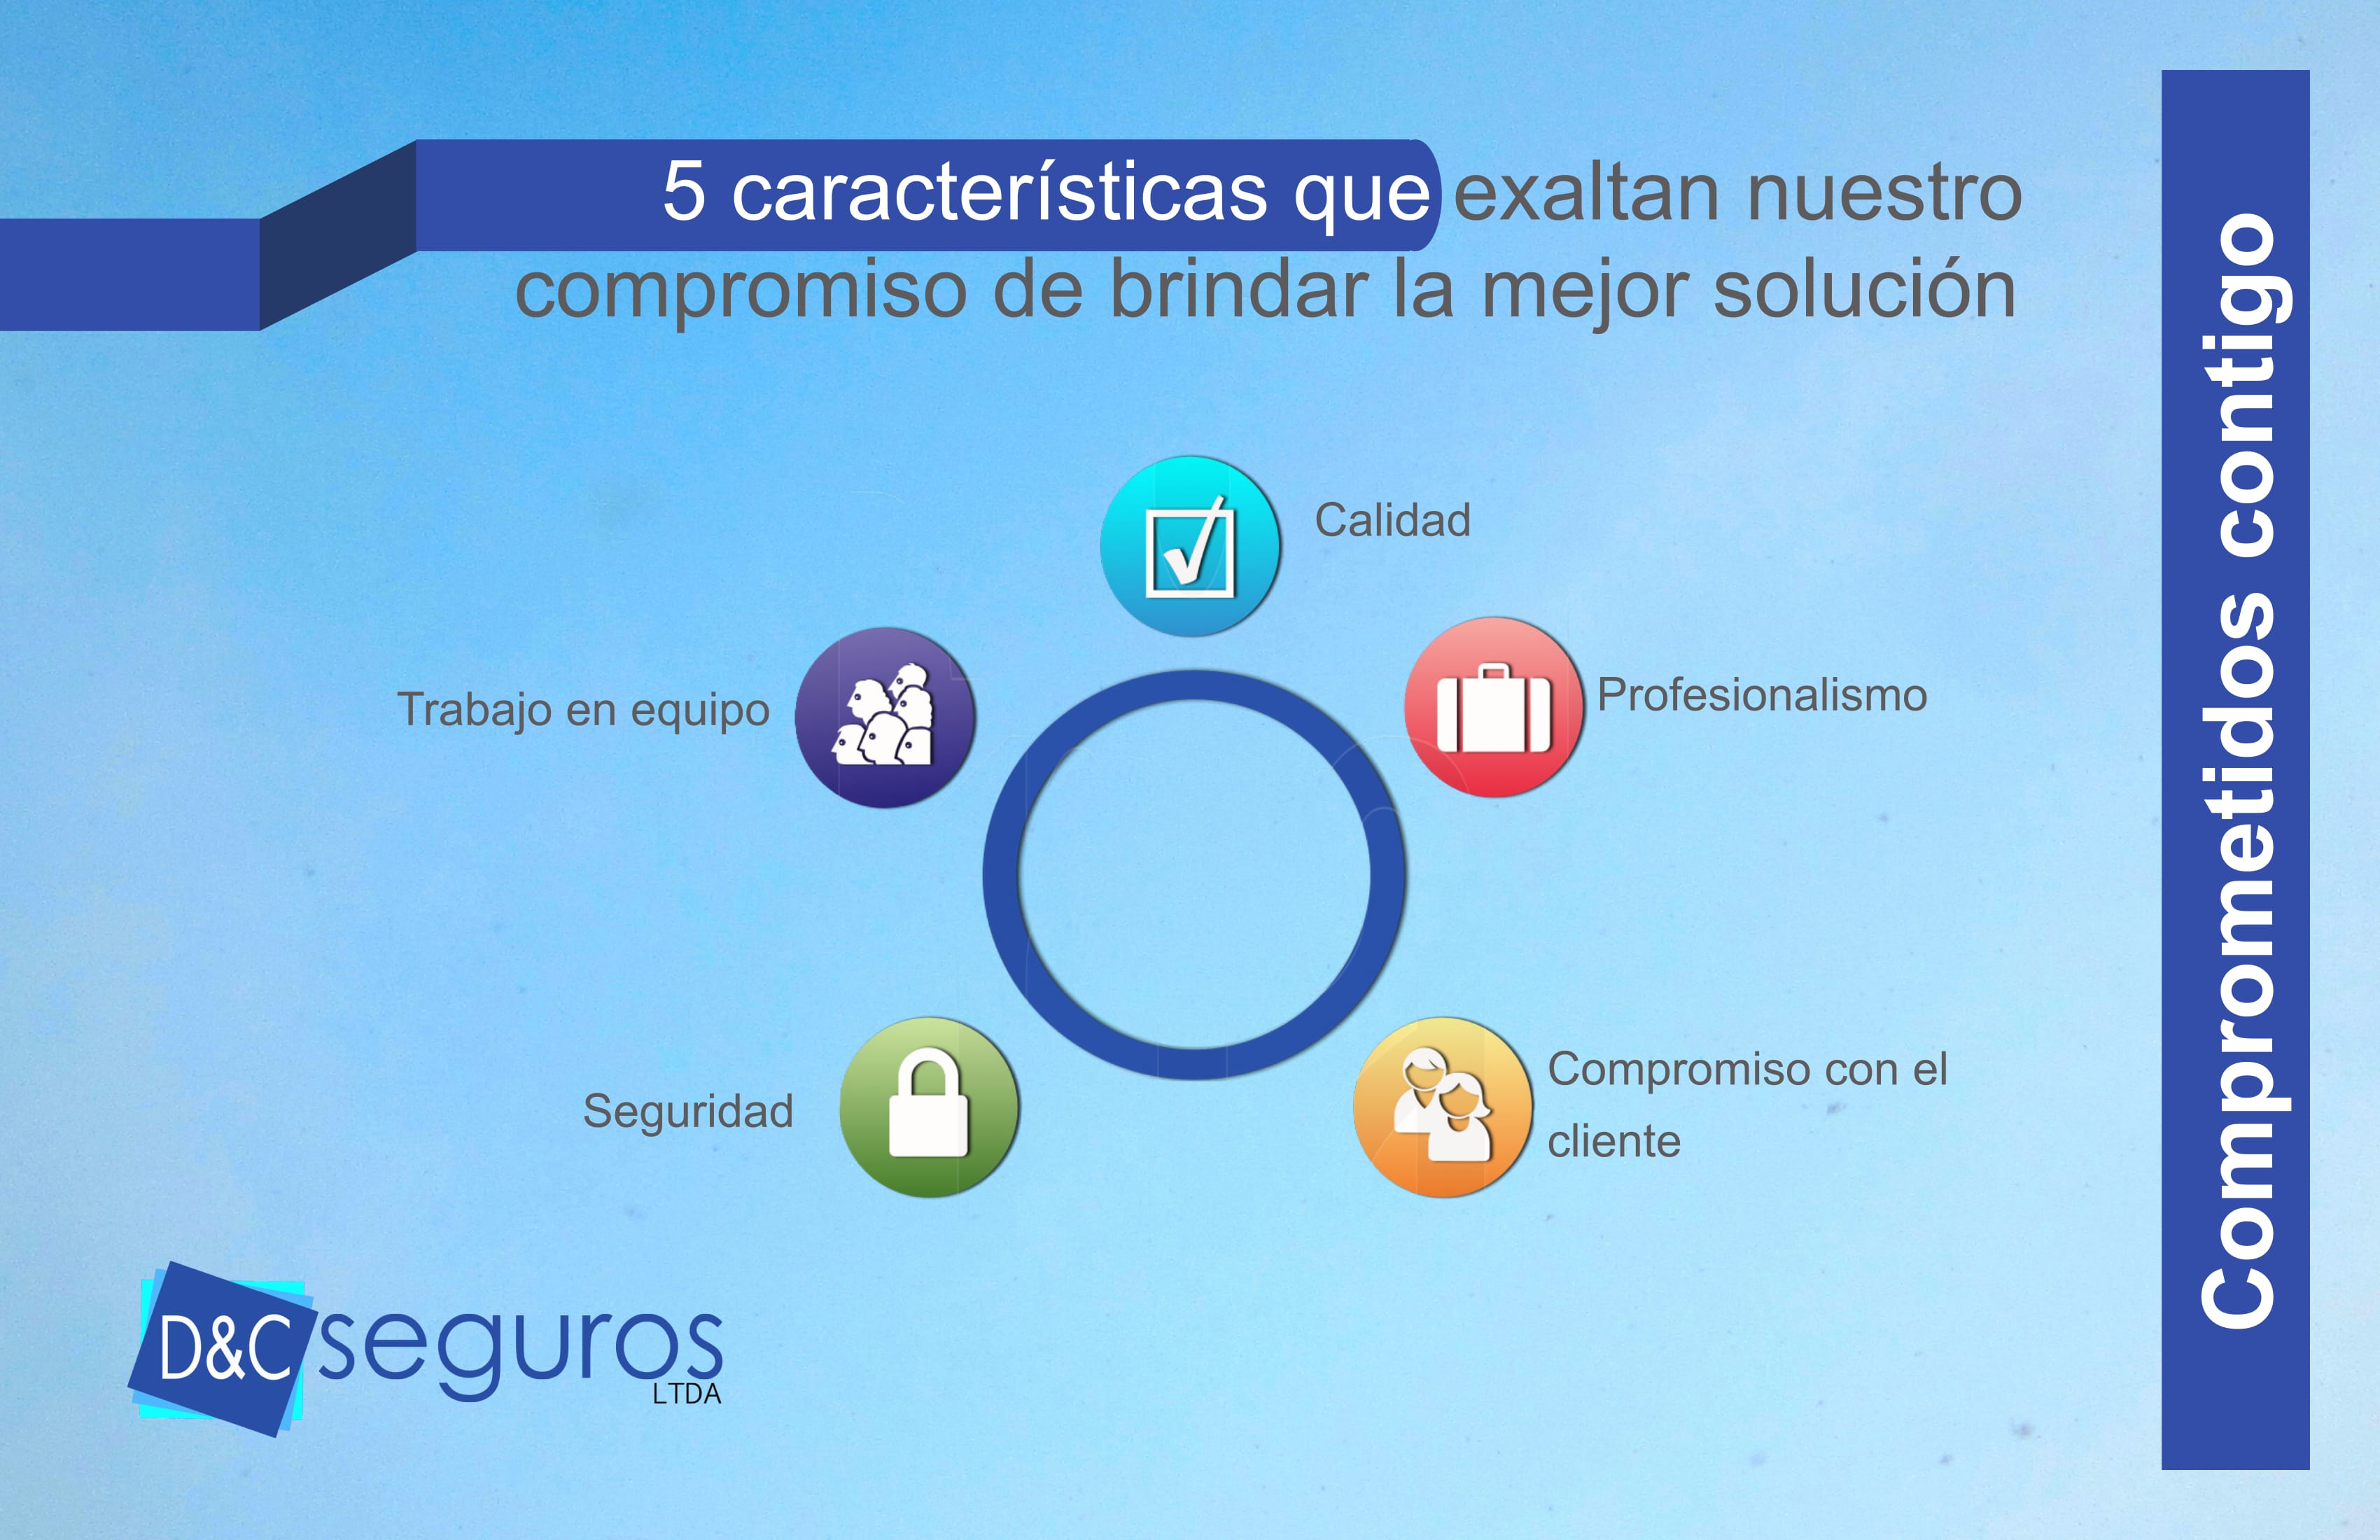 5 características que exaltan nuestro
compromiso de brindar la mejor solución
Calidad
Profesionalismo
Trabajo en equipo
Compromiso con el
cliente
Seguridad
D&C seguros
LTDA
Comprometidos contigo